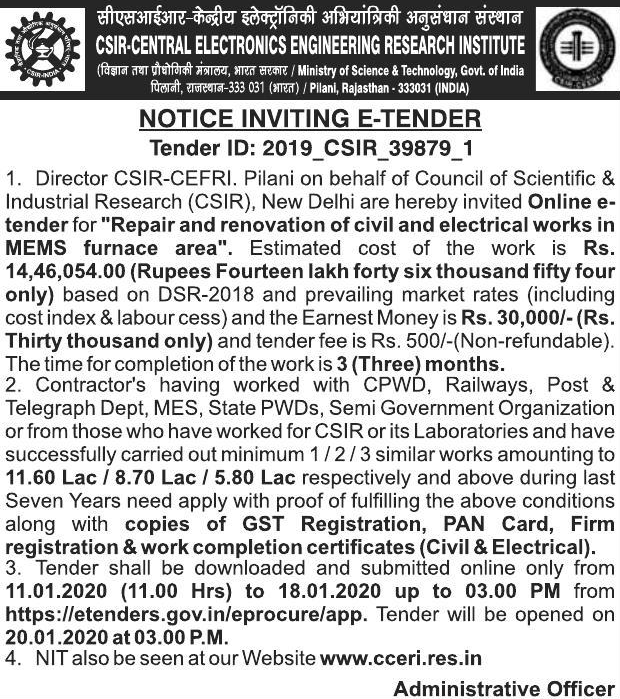 सीएसआईआर-केन्द्रीय इलेक्ट्रॉनिकी अभियांत्रिकी अनुसंधान संस्थान
CSIR-CENTRAL ELECTRONICS ENGINEERING RESEARCH INSTITUTE
(विज्ञान तथा प्रौद्योगिकी मंत्रालय, भारत सरकार / Ministry of Science & Technology, Govt. of India
पिलानी, राजस्थान-333 031 (भारत) / Pilani, Rajasthan - 333031 (INDIA)
CSIR-INDIA
NOTICE INVITING E-TENDER
Tender ID: 2019_CSIR_39879_1
1. Director CSIR-CEFRI. Pilani on behalf of Council of Scientific &
Industrial Research (CSIR), New Delhi are hereby invited Online e-
tender for "Repair and renovation of civil and electrical works in
MEMS furnace area". Estimated cost of the work is Rs.
14,46,054.00 (Rupees Fourteen lakh forty six thousand fifty four
only) based on DSR-2018 and prevailing market rates (including
cost index & labour cess) and the Earnest Money is Rs. 30,000/- (Rs.
Thirty thousand only) and tender fee is Rs. 500/-(Non-refundable).
The time for completion of the work is 3 (Three) months.
2. Contractor's having worked with CPWD, Railways, Post &
Telegraph Dept, MES, State PWDs, Semi Government Organization
or from those who have worked for CSIR or its Laboratories and have
successfully carried out minimum 1 / 2 / 3 similar works amounting to
11.60 Lac / 8.70 Lac / 5.80 Lac respectively and above during last
Seven Years need apply with proof of fulfilling the above conditions
along with copies of GST Registration, PAN Card, Firm
registration & work completion certificates (Civil & Electrical).
3. Tender shall be downloaded and submitted online only from
11.01.2020 (11.00 Hrs) to 18.01.2020 up to 03.00 PM from
https://etenders.gov.in/eprocure/app. Tender will be opened on
20.01.2020 at 03.00 P.M.
4. NIT also be seen at our Website www.cceri.res.in
Administrative Officer